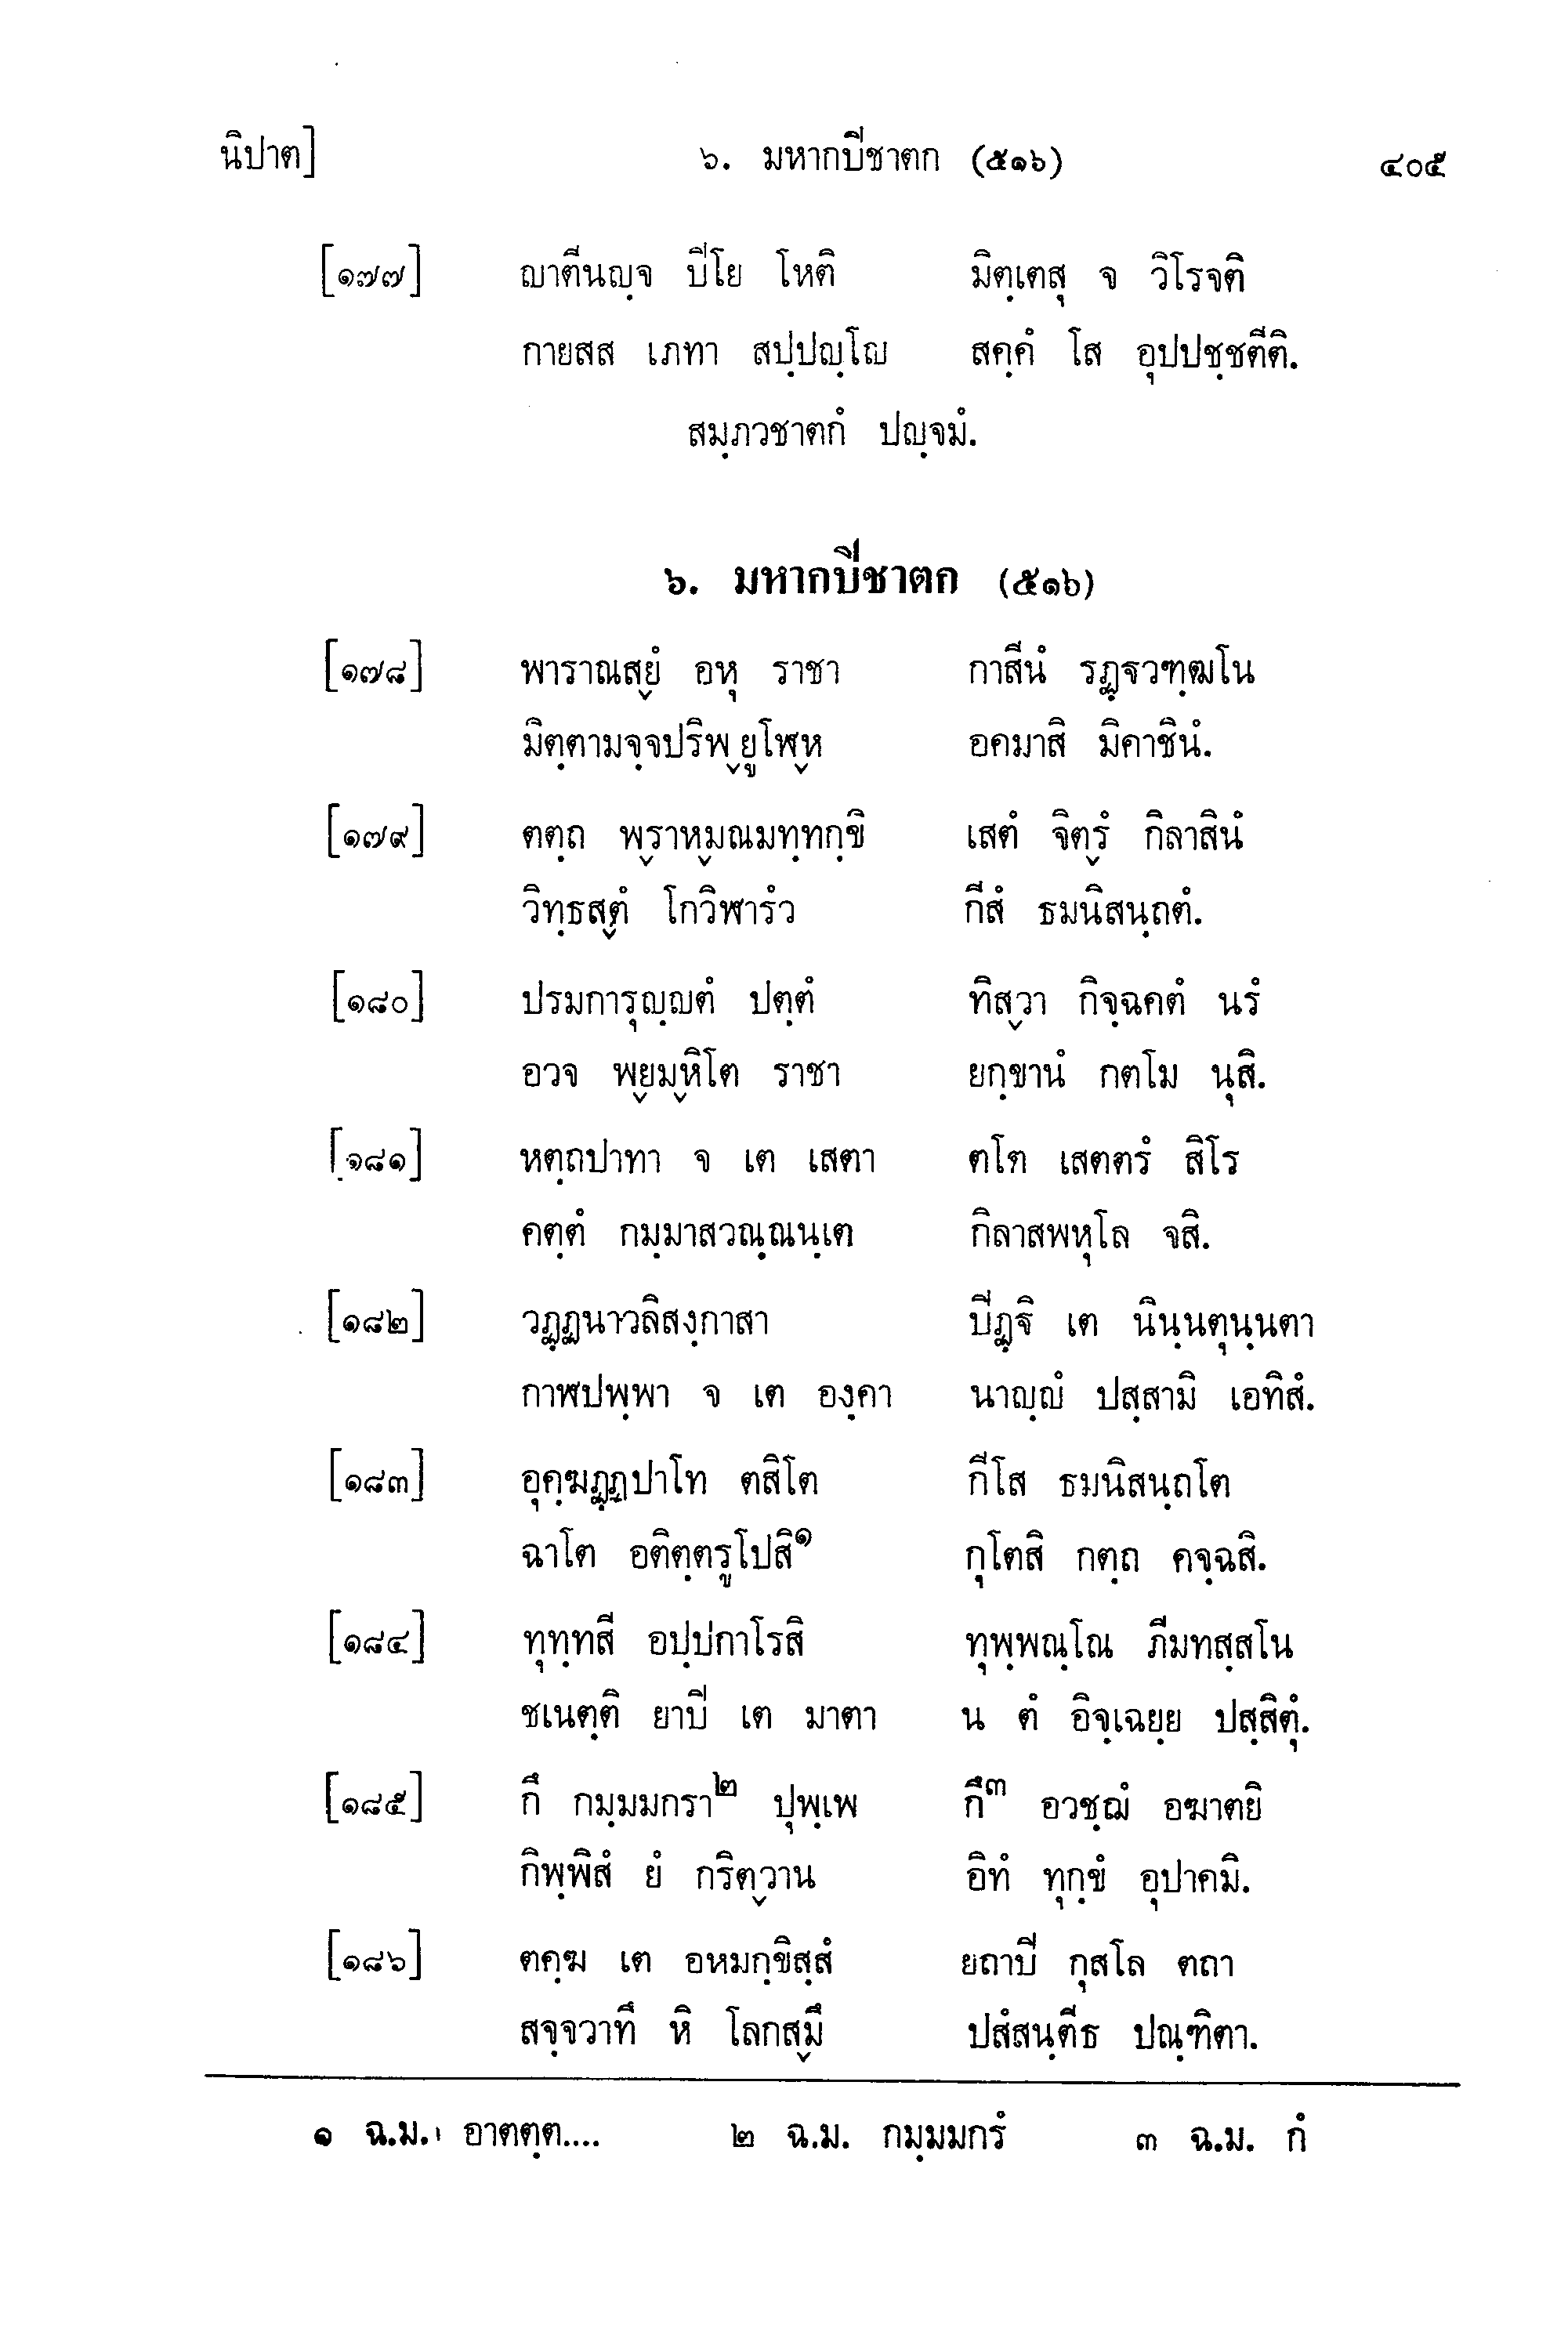 นิปาต] ๖. มหากปิชาตก (๕๑๖) ๔๐๕
[๑๗๗] ญาตีนญฺจ ปิโย โหติ มิตฺเตสุ จ วิโรจติ
กายสส เภทา สปฺปญฺโญ สคฺคํ โส อุปปชฺชตีติ.
สมฺภวชาตกํ ปญฺจมํ.
๖. มหากปิชาตก (๕๑๖)
[๑๗๘] พาราณสฺยํ อหุ ราชา กาสีนํ รฏฺฐวฑฺฒโน
มิตฺตามจฺจปริพฺยูโฬฺห อคมาสิ มิคาชินํ.
[๑๗๙] ตตฺถ พฺราหฺมณมทฺทกฺขิ เสตํ จิตฺรํ กิลาสินํ
วิทฺธสฺตํ โกวิฬารํว กีสํ ธมนิสนฺถตํ.
[๑๘๐] ปรมการุญฺญตํ ปตฺตํ ทิสฺวา กิจฺฉคตํ นรํ
อวจ พฺยมฺหิโต ราชา ยกฺขานํ กตโม นุสิ.
[๑๘๑] หตฺถปาทา จ เต เสตา ตโต เสตตรํ สิโร
คตฺตํ กมฺมาสวณฺณนฺเต กิลาสพหุโล จสิ.
[๑๘๒] วฏฺฏนาวลิสงฺกาสา ปิฏฺฐิ เต นินฺนตุนฺนตา
กาฬปพฺพา จ เต องฺคา นาญฺญํ ปสฺสามิ เอทิสํ.
[๑๘๓] อุคฺฆฏฺฏปาโท ตสิโต กีโส ธมนิสนฺถโต
ฉาโต อติตฺตรูโปสิ๑ กุโตสิ กตฺถ คจฺฉสิ.
[๑๘๔] ทุทฺทสี อปฺปกาโรสิ ทุพฺพณฺโณ ภีมทสฺสโน
ชเนตฺติ ยาปิ เต มาตา น ตํ อิจฺเฉยฺย ปสฺสิตุํ.
[๑๘๕] กึ กมฺมมกรา๒ ปุพฺเพ กึ๓ อวชฺฌํ อฆาตยิ
กิพฺพิสํ ยํ กริตฺวาน อิทํ ทุกฺขํ อุปาคมิ.
[๑๘๖] ตคฺฆ เต อหมกฺขิสฺสํ ยถาปิ กุสโล ตถา
สจฺจวาทึ หิ โลกสฺมึ ปสํสนฺตีธ ปณฺฑิตา.
๑ ฉ.ม. อาตตฺต.... ๒ ฉ.ม. กมฺมมกรํ ๓ ฉ.ม. กํ